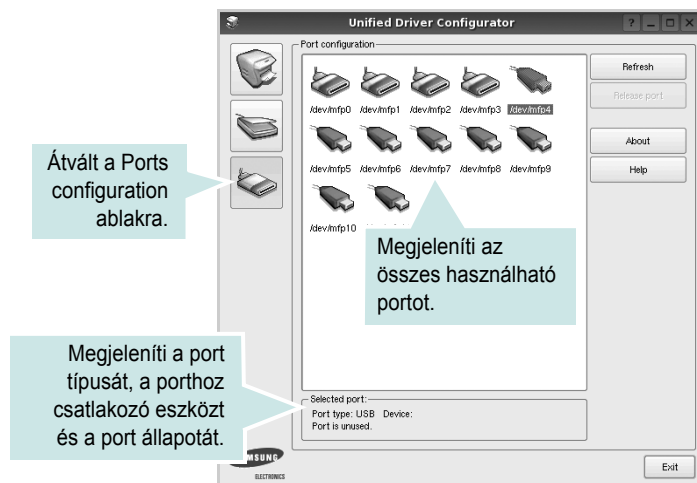 Unified Driver Configurator
Port configuration
/dev/mfp0 /dev/mfp1 /dev/mfp2 /dev/mfp3 /dev/mfp4
/dev/mfp5 /dev/mfp6 /dev/mfp7 /dev/mfp8 /dev/mfp9
/dev/mfp10
Refresh
Release port
About
Help
Átvált a Ports
configuration
ablakra.
Megjeleníti az
összes használható
portot.
Megjeleníti a port
típusát, a porthoz
csatlakozó eszközt
és a port állapotát.
Selected port:
Port type: USB Device:
Port is unused.
ELECTRONICS
Exit